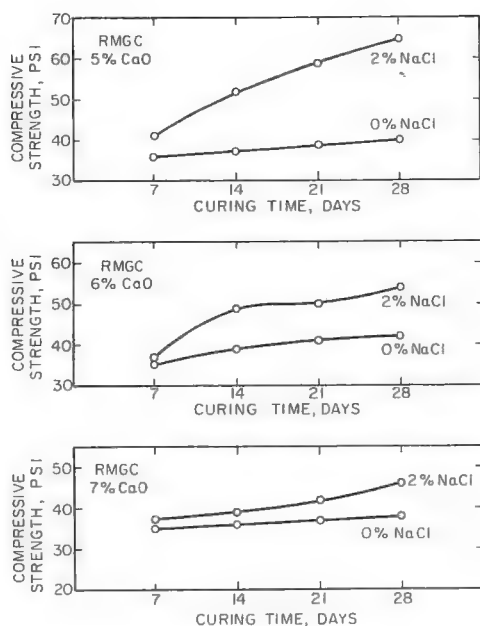 70
60
50
40
30
COMPRESSIVE
STRENGTH, PSI
RMGC
5% CaO
2% NaCl
0% NaCl
7
14
21
28
CURING TIME, DAYS
50
40
30
COMPRESSIVE
STRENGTH, PSI
RMGC
6% CaO
2% NaCl
0% NaCl
7
14
21
28
CURING TIME, DAYS
50
40
30
20
COMPRESSIVE
STRENGTH, PSI
RMGC
7% CaO
2% NaCl
0% NaCl
7
14
21
28
CURING TIME, DAYS